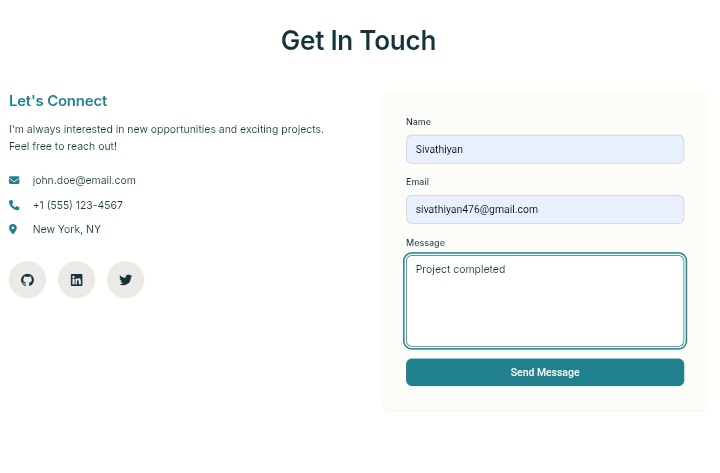 Get In Touch
Let's Connect
I'm always interested in new opportunities and exciting projects.
Feel free to reach out!
john.doe@email.com
+1 (555) 123-4567
New York, NY
Name
Sivathiyan
Email
sivathiyan476@gmail.com
Message
Project completed
Send Message